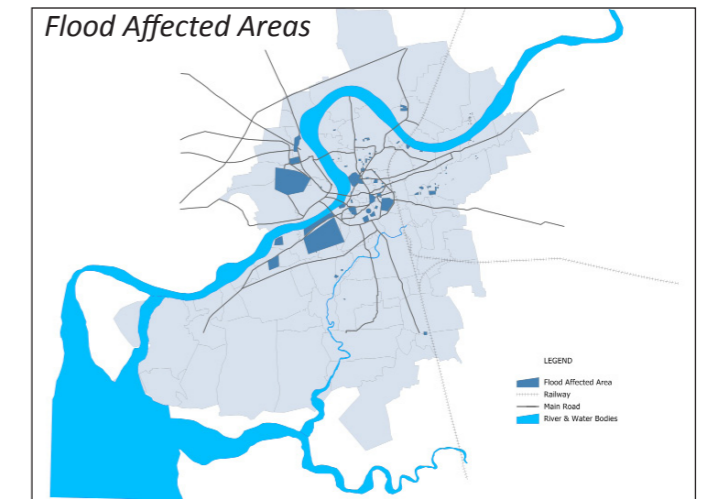 Flood Affected Areas
LEGEND
Flood Affected Area
Railway
Main Road
River & Water Bodies